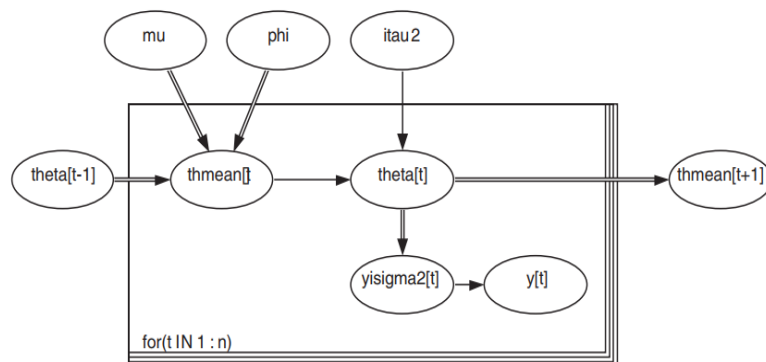 mu
phi
itau2
theta[t-1]
thmean[t]
theta[t]
thmean[t+1]
yisigma2[t]
y[t]
for(t IN 1 : n)